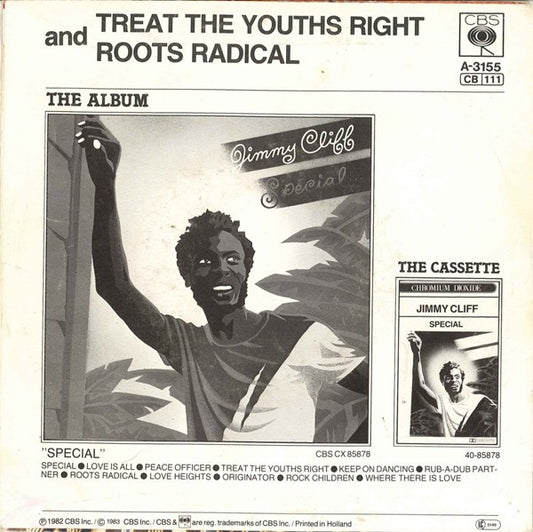 and TREAT THE YOUTHS RIGHT
ROOTS RADICAL
CBS
A-3155
CB 111
THE ALBUM
Jimmy Cliff
Special
THE CASSETTE
CHROMIUM DIOXIDE
JIMMY CLIFF
SPECIAL
"SPECIAL"
CBS CX 85878
40-85878
SPECIAL ● LOVE IS ALL ● PEACE OFFICER ● TREAT THE YOUTHS RIGHT ● KEEP ON DANCING ● RUB-A-DUB PART-
NER ● ROOTS RADICAL ● LOVE HEIGHTS ● ORIGINATOR ● ROCK CHILDREN ● WHERE THERE IS LOVE
℗ 1982 CBS Inc./© 1983 CBS Inc./CBS & are reg. trademarks of CBS Inc./Printed in Holland